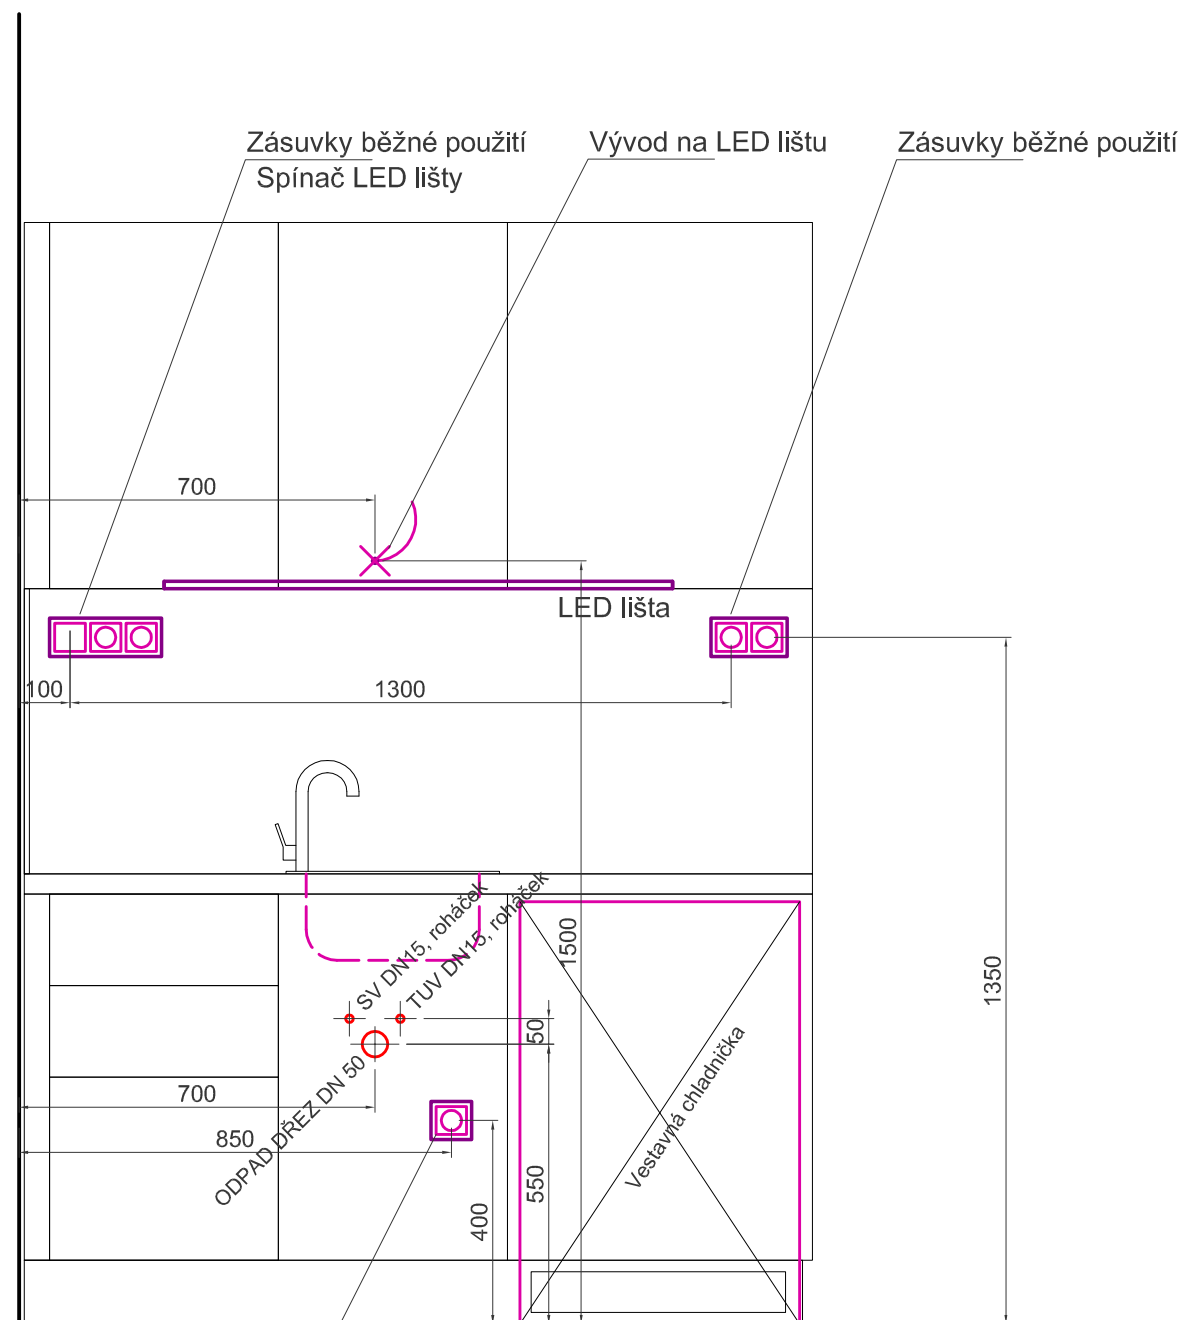 Zásuvky běžné použití
Spínač LED lišty
Vývod na LED lištu
Zásuvky běžné použití
700
LED lišta
100
1300
SV DN15, roháček
TUV DN15, roháček
1500
1350
50
Vestavná chladnička
ODPAD DŘEZ DN 50
700
850
550
400